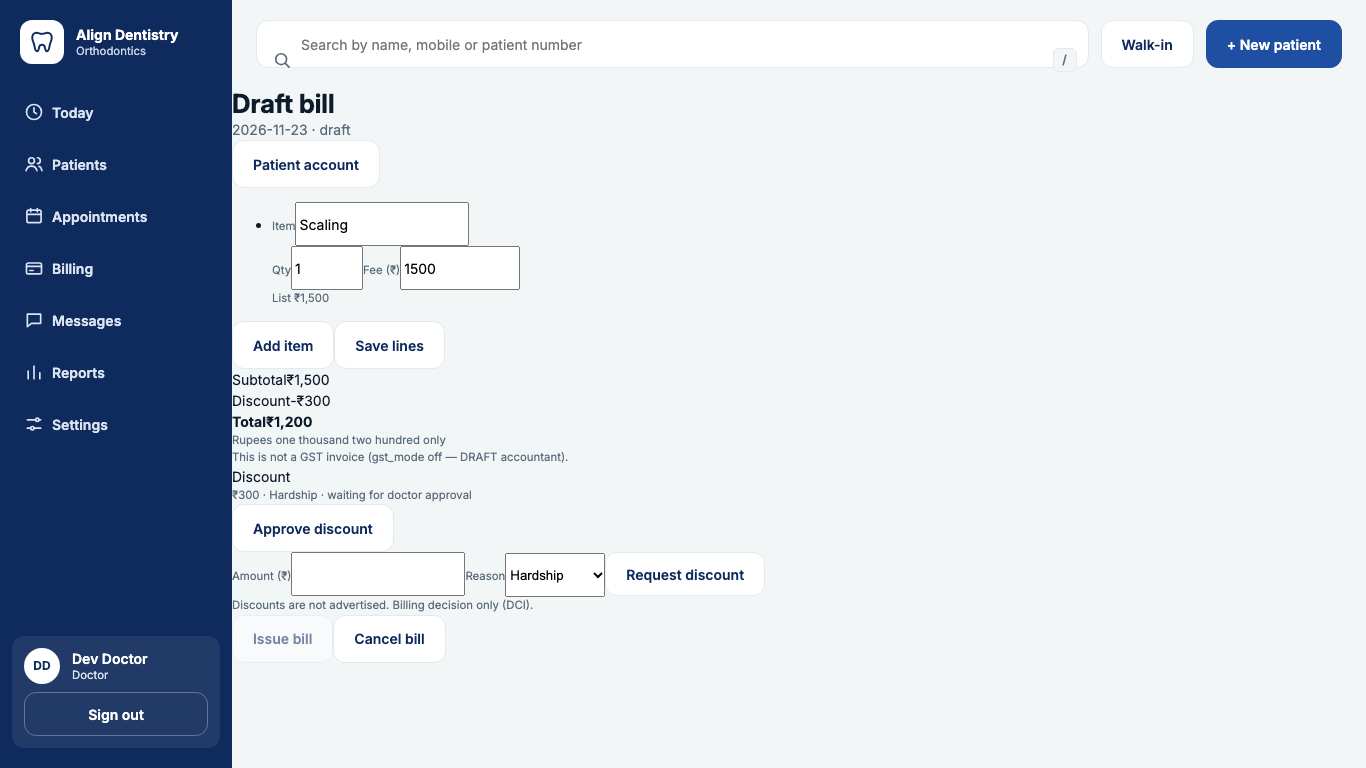 Align Dentistry
Orthodontics
Search by name, mobile or patient number
/
Walk-in
+ New patient
Today
Patients
Appointments
Billing
Messages
Reports
Settings
DD
Dev Doctor
Doctor
Sign out
Draft bill
2026-11-23 · draft
Patient account
Item Scaling
Qty 1 Fee (₹) 1500
List ₹1,500
Add item Save lines
Subtotal₹1,500
Discount-₹300
Total₹1,200
Rupees one thousand two hundred only
This is not a GST invoice (gst_mode off — DRAFT accountant).
Discount
₹300 · Hardship · waiting for doctor approval
Approve discount
Amount (₹) Reason Hardship Request discount
Discounts are not advertised. Billing decision only (DCI).
Issue bill Cancel bill